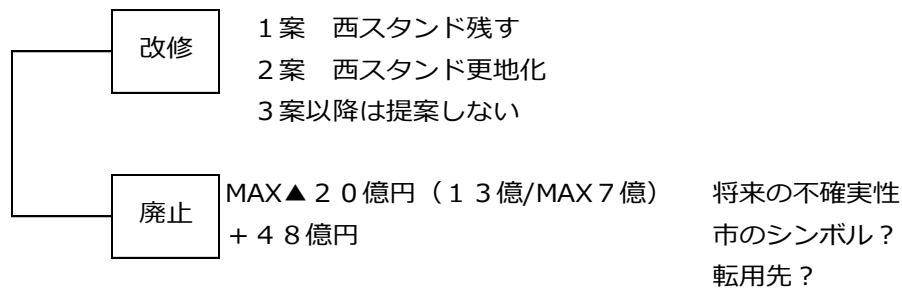 改修
１案　西スタンド残す
２案　西スタンド更地化
３案以降は提案しない
廃止
MAX▲２０億円（１３億/MAX７億）　将来の不確実性
＋４８億円　市のシンボル？
転用先？